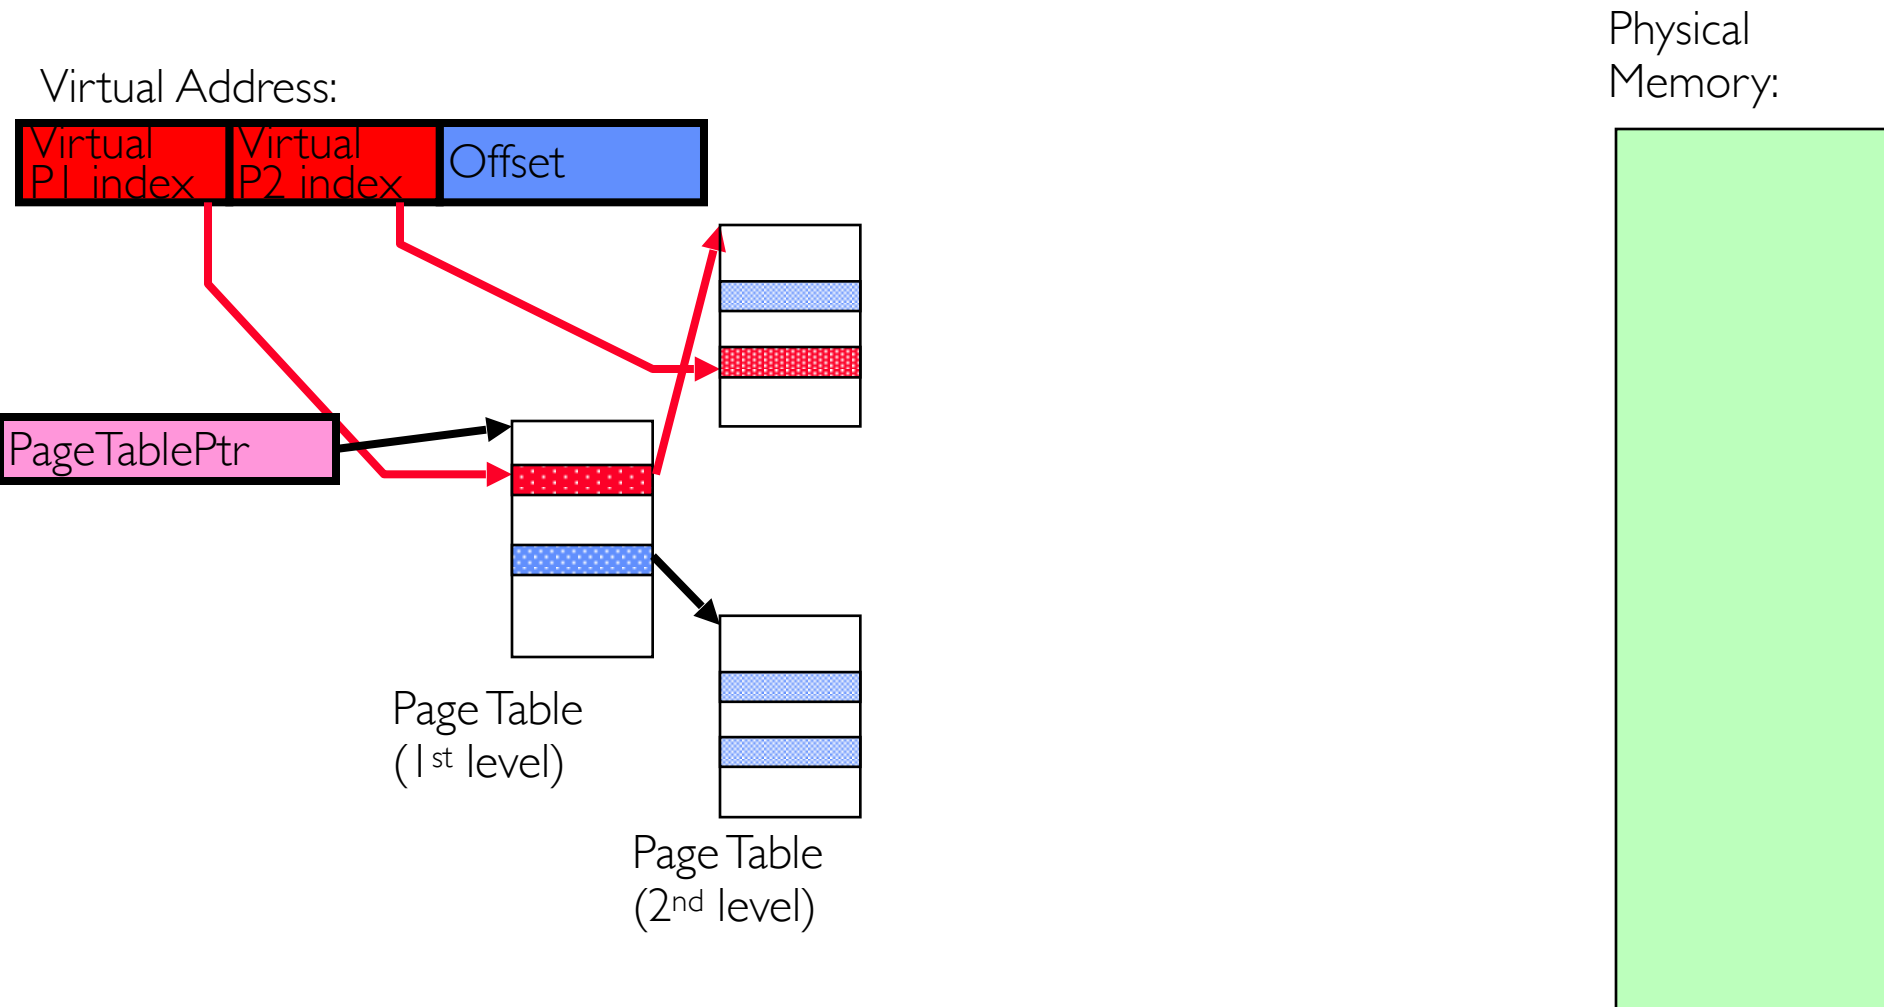 Physical
Memory:
Virtual Address:
Virtual
P1 index
Virtual
P2 index
Offset
PageTablePtr
Page Table
(1st level)
Page Table
(2nd level)